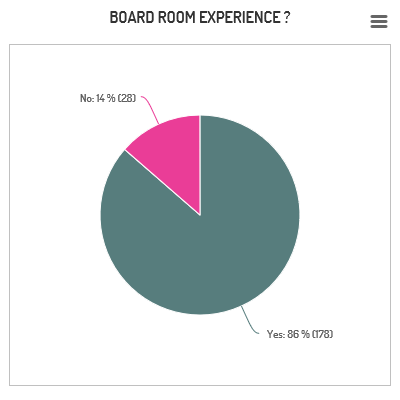 BOARD ROOM EXPERIENCE ?
No: 14 % (28)
Yes: 86 % (178)